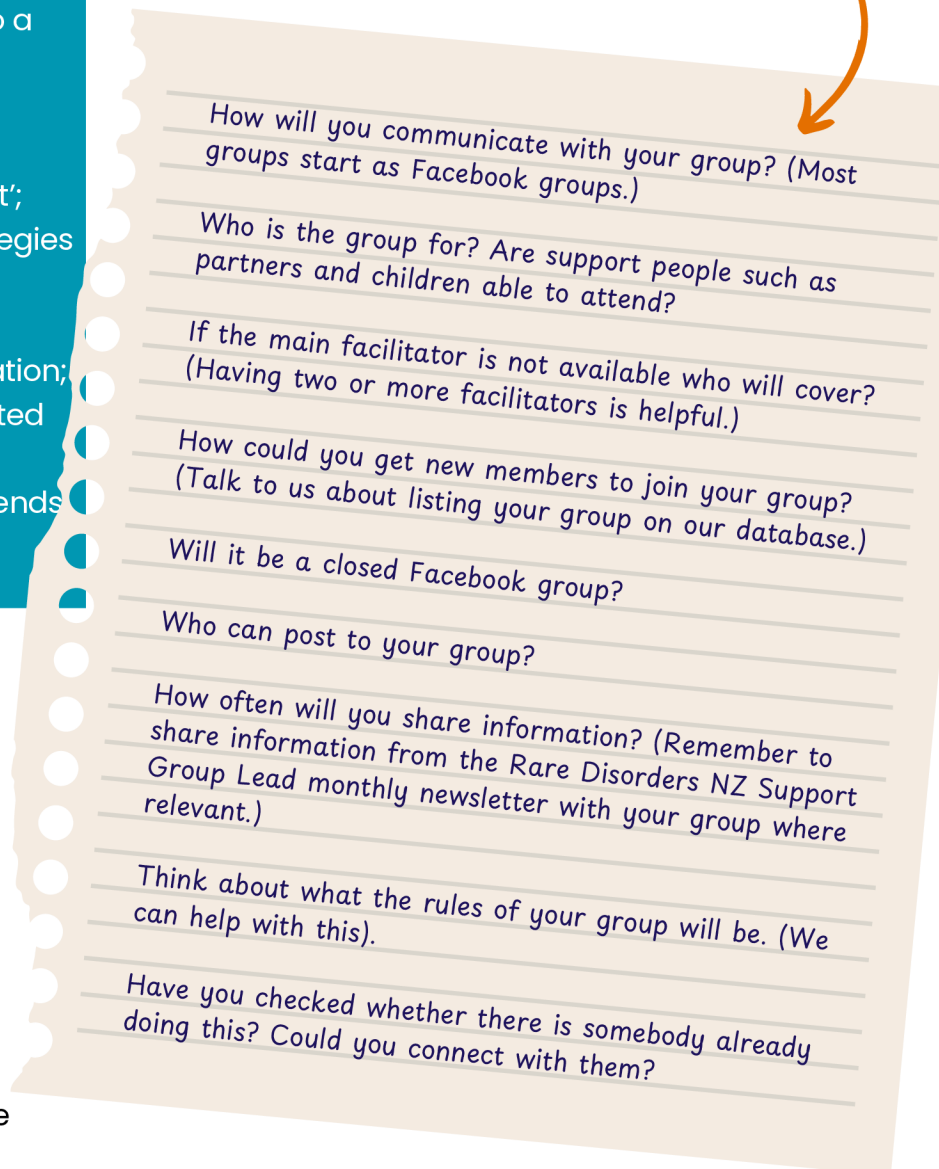 a
t’;
How will you communicate with your group? (Most
groups start as Facebook groups.)
Who is the group for? Are support people such as
partners and children able to attend?
If the main facilitator is not available who will cover?
(Having two or more facilitators is helpful.)
How could you get new members to join your group?
(Talk to us about listing your group on our database.)
Will it be a closed Facebook group?
Who can post to your group?
How often will you share information? (Remember to
share information from the Rare Disorders NZ Support
Group Lead monthly newsletter with your group where
relevant.)
Think about what the rules of your group will be. (We
can help with this).
Have you checked whether there is somebody already
doing this? Could you connect with them?